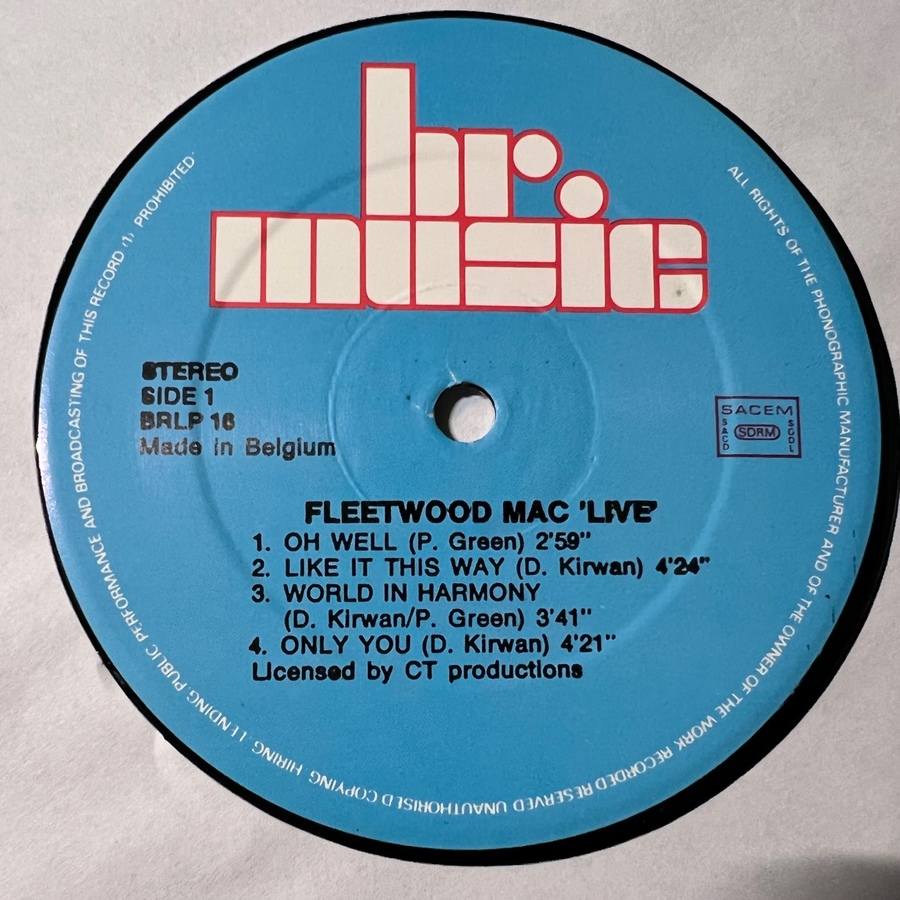 br.
music
STEREO
SIDE 1
BRLP 16
Made in Belgium
SACEM
SACD
SDRM
SGDL
FLEETWOOD MAC 'LIVE'
1. OH WELL (P. Green) 2'59"
2. LIKE IT THIS WAY (D. Kirwan) 4'24"
3. WORLD IN HARMONY
(D. Kirwan/P. Green) 3'41"
4. ONLY YOU (D. Kirwan) 4'21"
Licensed by CT productions
ALL RIGHTS OF THE PHONOGRAPHIC MANUFACTURER AND OF THE OWNER OF THE WORK RECORDED RESERVED UNAUTHORISED COPYING, HIRING, LENDING, PUBLIC PERFORMANCE AND BROADCASTING OF THIS RECORD (1) PROHIBITED